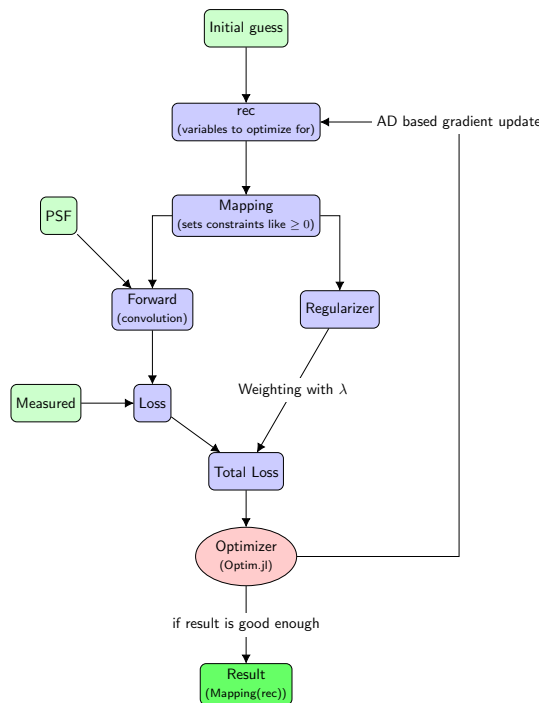 Initial guess
rec
(variables to optimize for)
AD based gradient update
Mapping
(sets constraints like ≥ 0)
PSF
Forward
(convolution)
Regularizer
Weighting with λ
Measured
Loss
Total Loss
Optimizer
(Optim.jl)
if result is good enough
Result
(Mapping(rec))